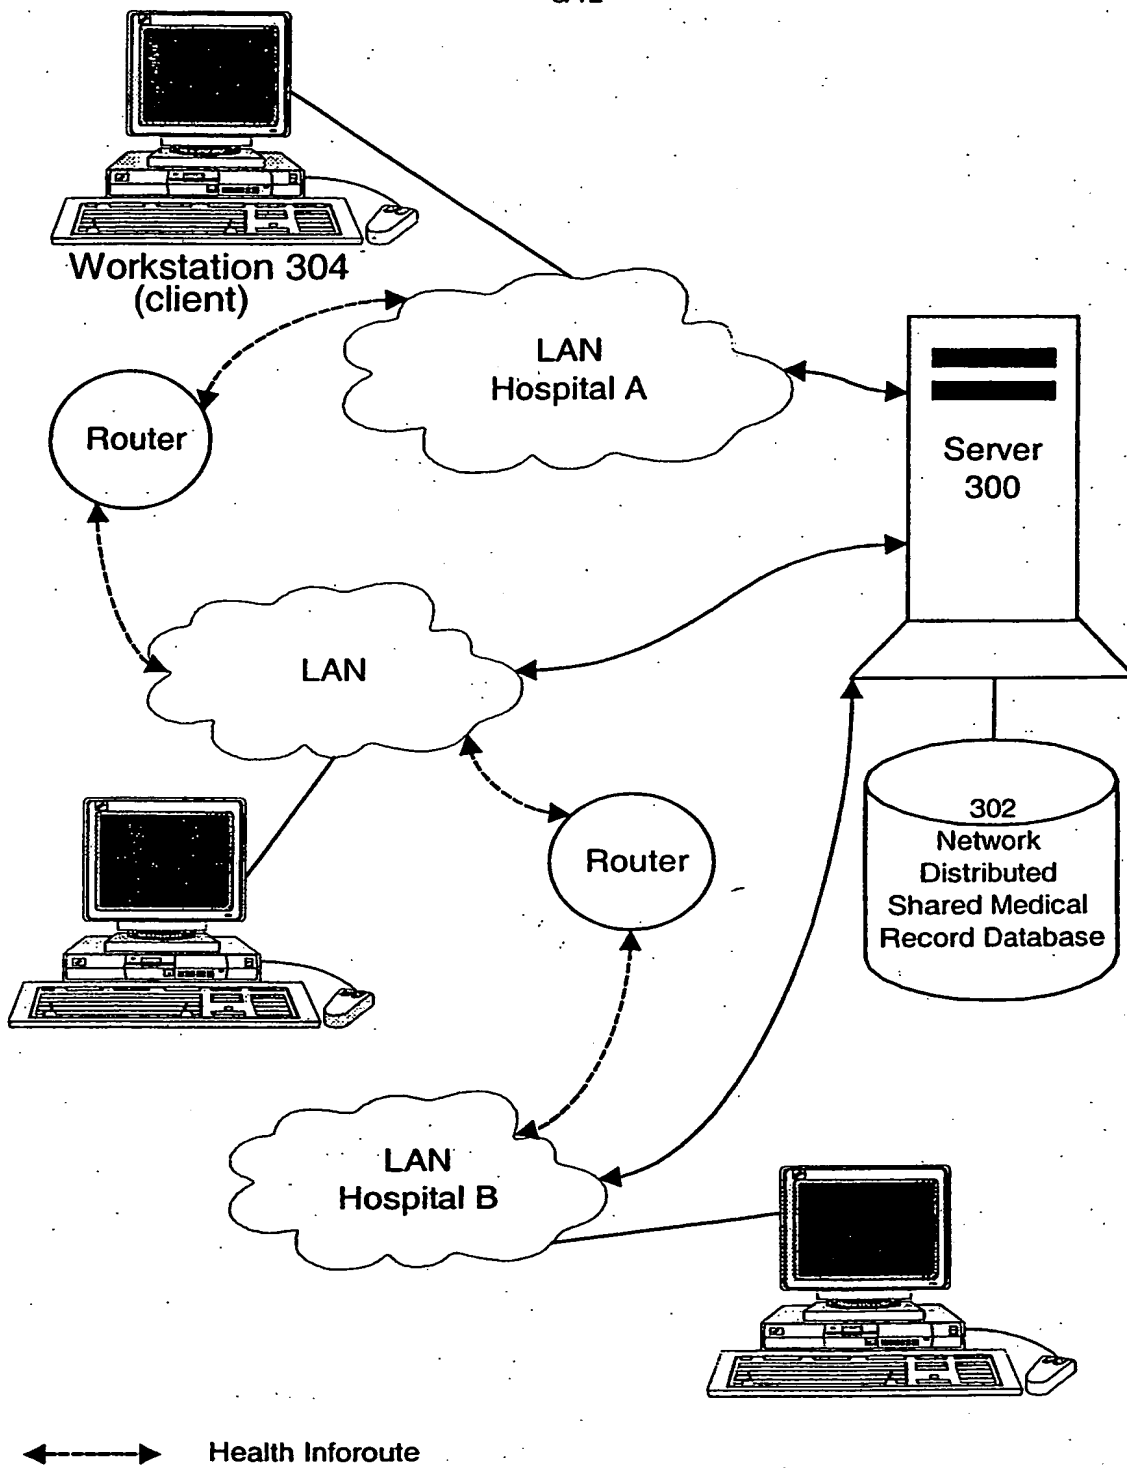 Workstation 304
(client)
LAN
Hospital A
Router
Server
300
LAN
302
Network
Distributed
Shared Medical
Record Database
Router
LAN
Hospital B
Health Inforoute